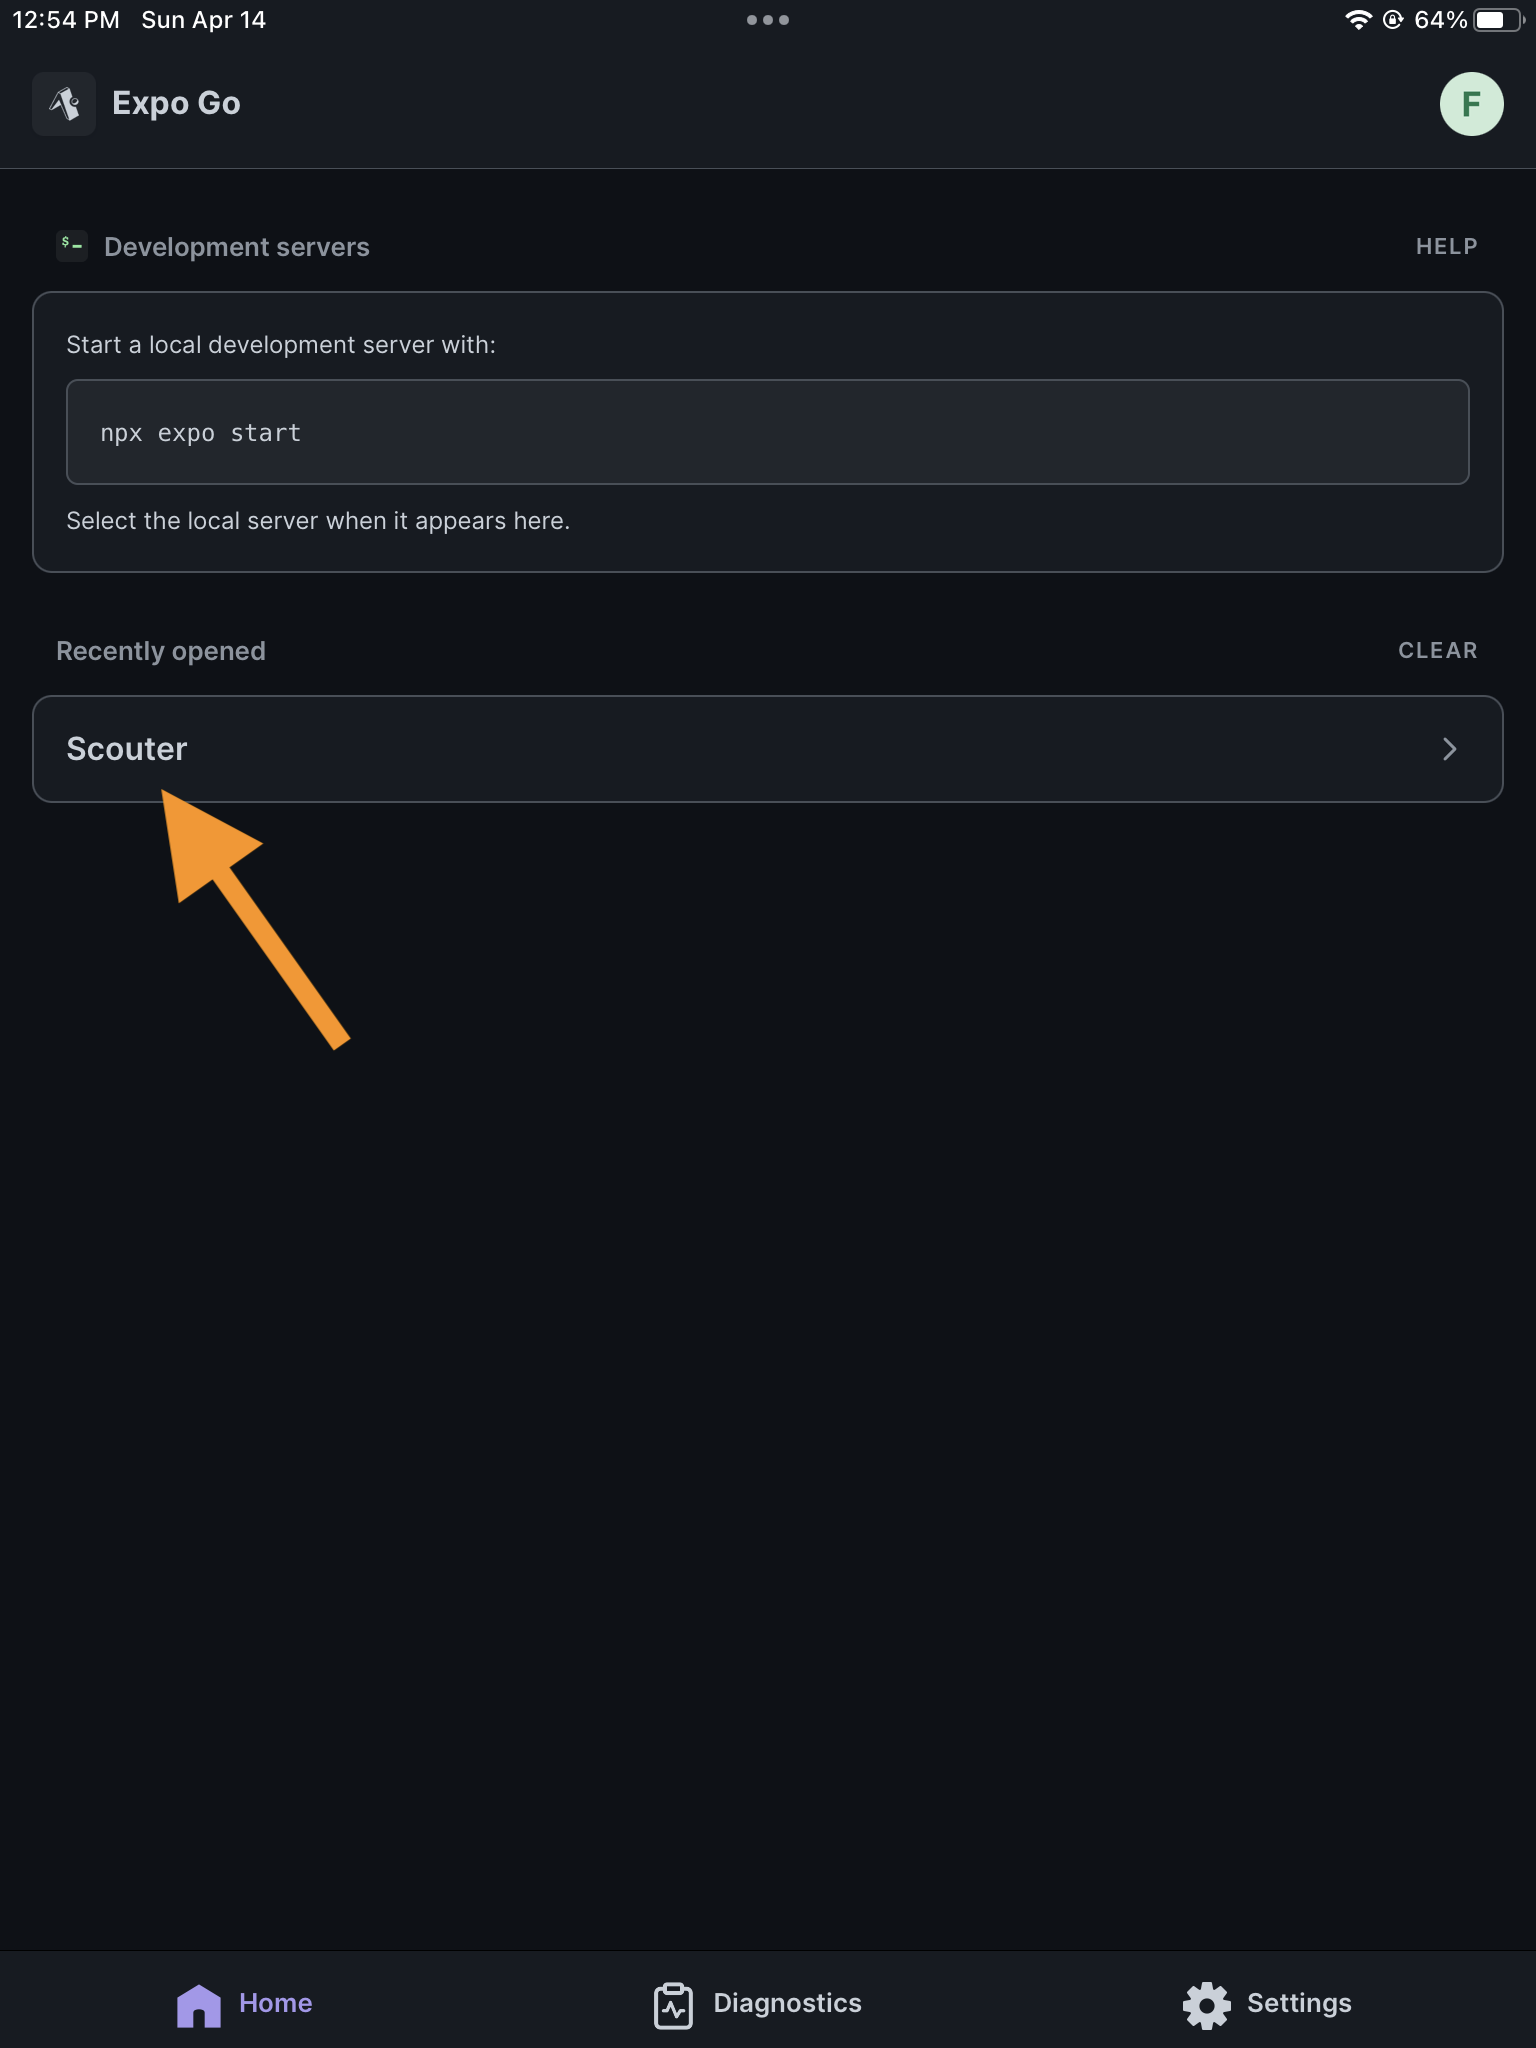 12:54 PM Sun Apr 14
64%
Expo Go
F
$
Development servers
HELP
Start a local development server with:
npx expo start
Select the local server when it appears here.
Recently opened
CLEAR
Scouter
Home
Diagnostics
Settings